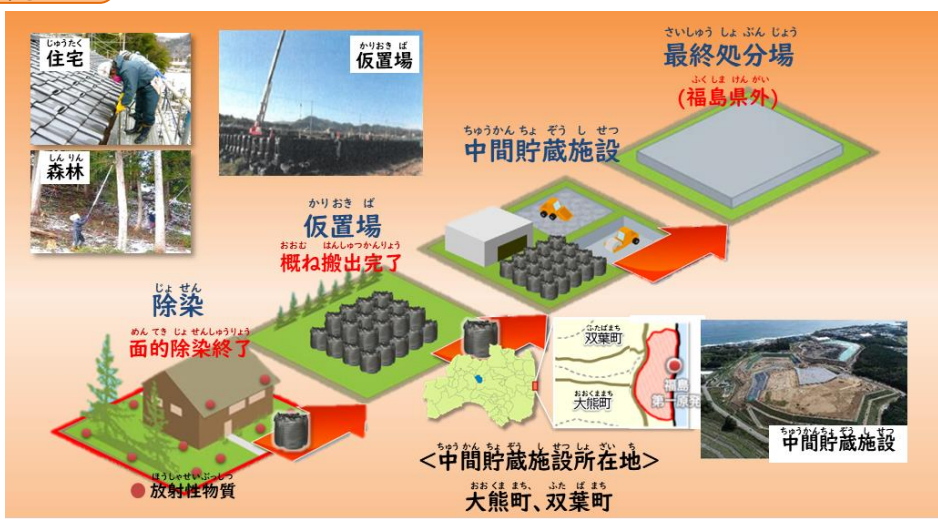 じゅうたく
住宅
しんりん
森林
かりおきば
仮置場
さいしゅうしょぶんじょう
最終処分場
ふくしまけんがい
(福島県外)
ちゅうかんちょぞうしせつ
中間貯蔵施設
かりおきば
仮置場
おおむ はんしゅつかんりょう
概ね搬出完了
じょせん
除染
めんてきじょせんしゅうりょう
面的除染終了
ほうしゃせいぶっしつ
放射性物質
ふたばまち
双葉町
おおくままち
大熊町
福島
第一原発
ちゅうかんちょぞうしせつ
中間貯蔵施設
ちゅうかんちょぞうしせつしょざいち
<中間貯蔵施設所在地>
おおくままち、ふたばまち
大熊町、双葉町